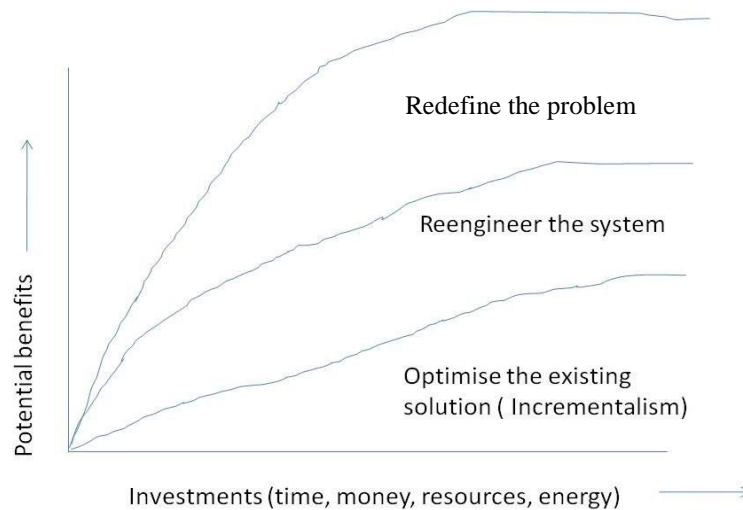 Redefine the problem
Reengineer the system
Optimise the existing
solution ( Incrementalism)
Potential benefits
Investments (time, money, resources, energy)